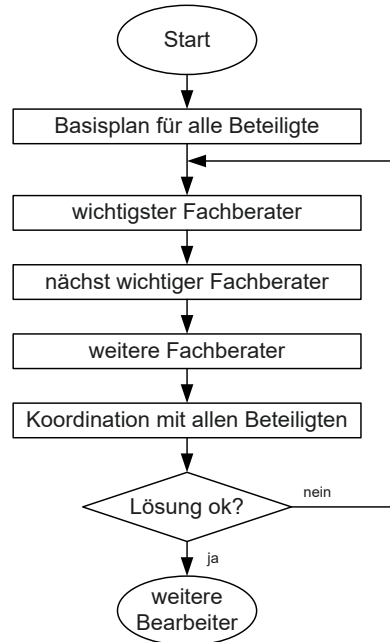 Start
Basisplan für alle Beteiligte
wichtigster Fachberater
nächst wichtiger Fachberater
weitere Fachberater
Koordination mit allen Beteiligten
Lösung ok?
nein
ja
weitere
Bearbeiter